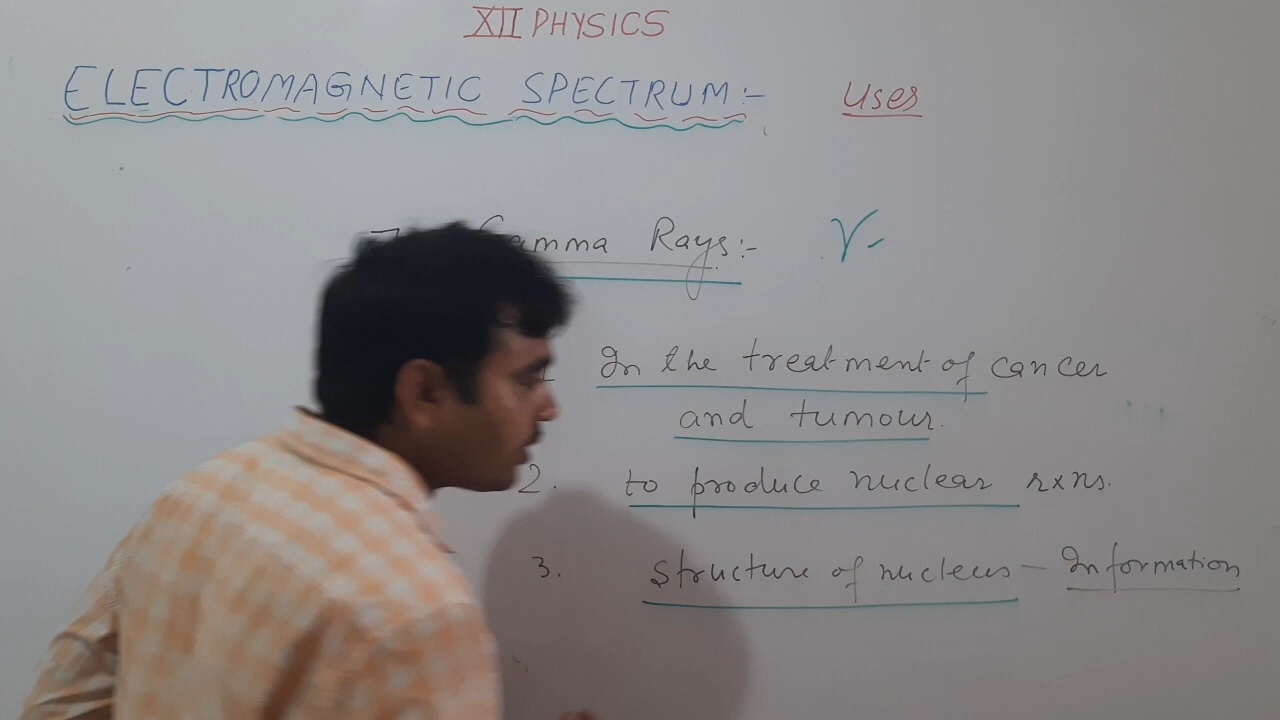 XII PHYSICS
ELECTROMAGNETIC SPECTRUM:- Uses
Gamma Rays:- γ-
In the treatment of cancer
and tumour.
2. to produce nuclear rxns.
3. structure of nucleus - Information